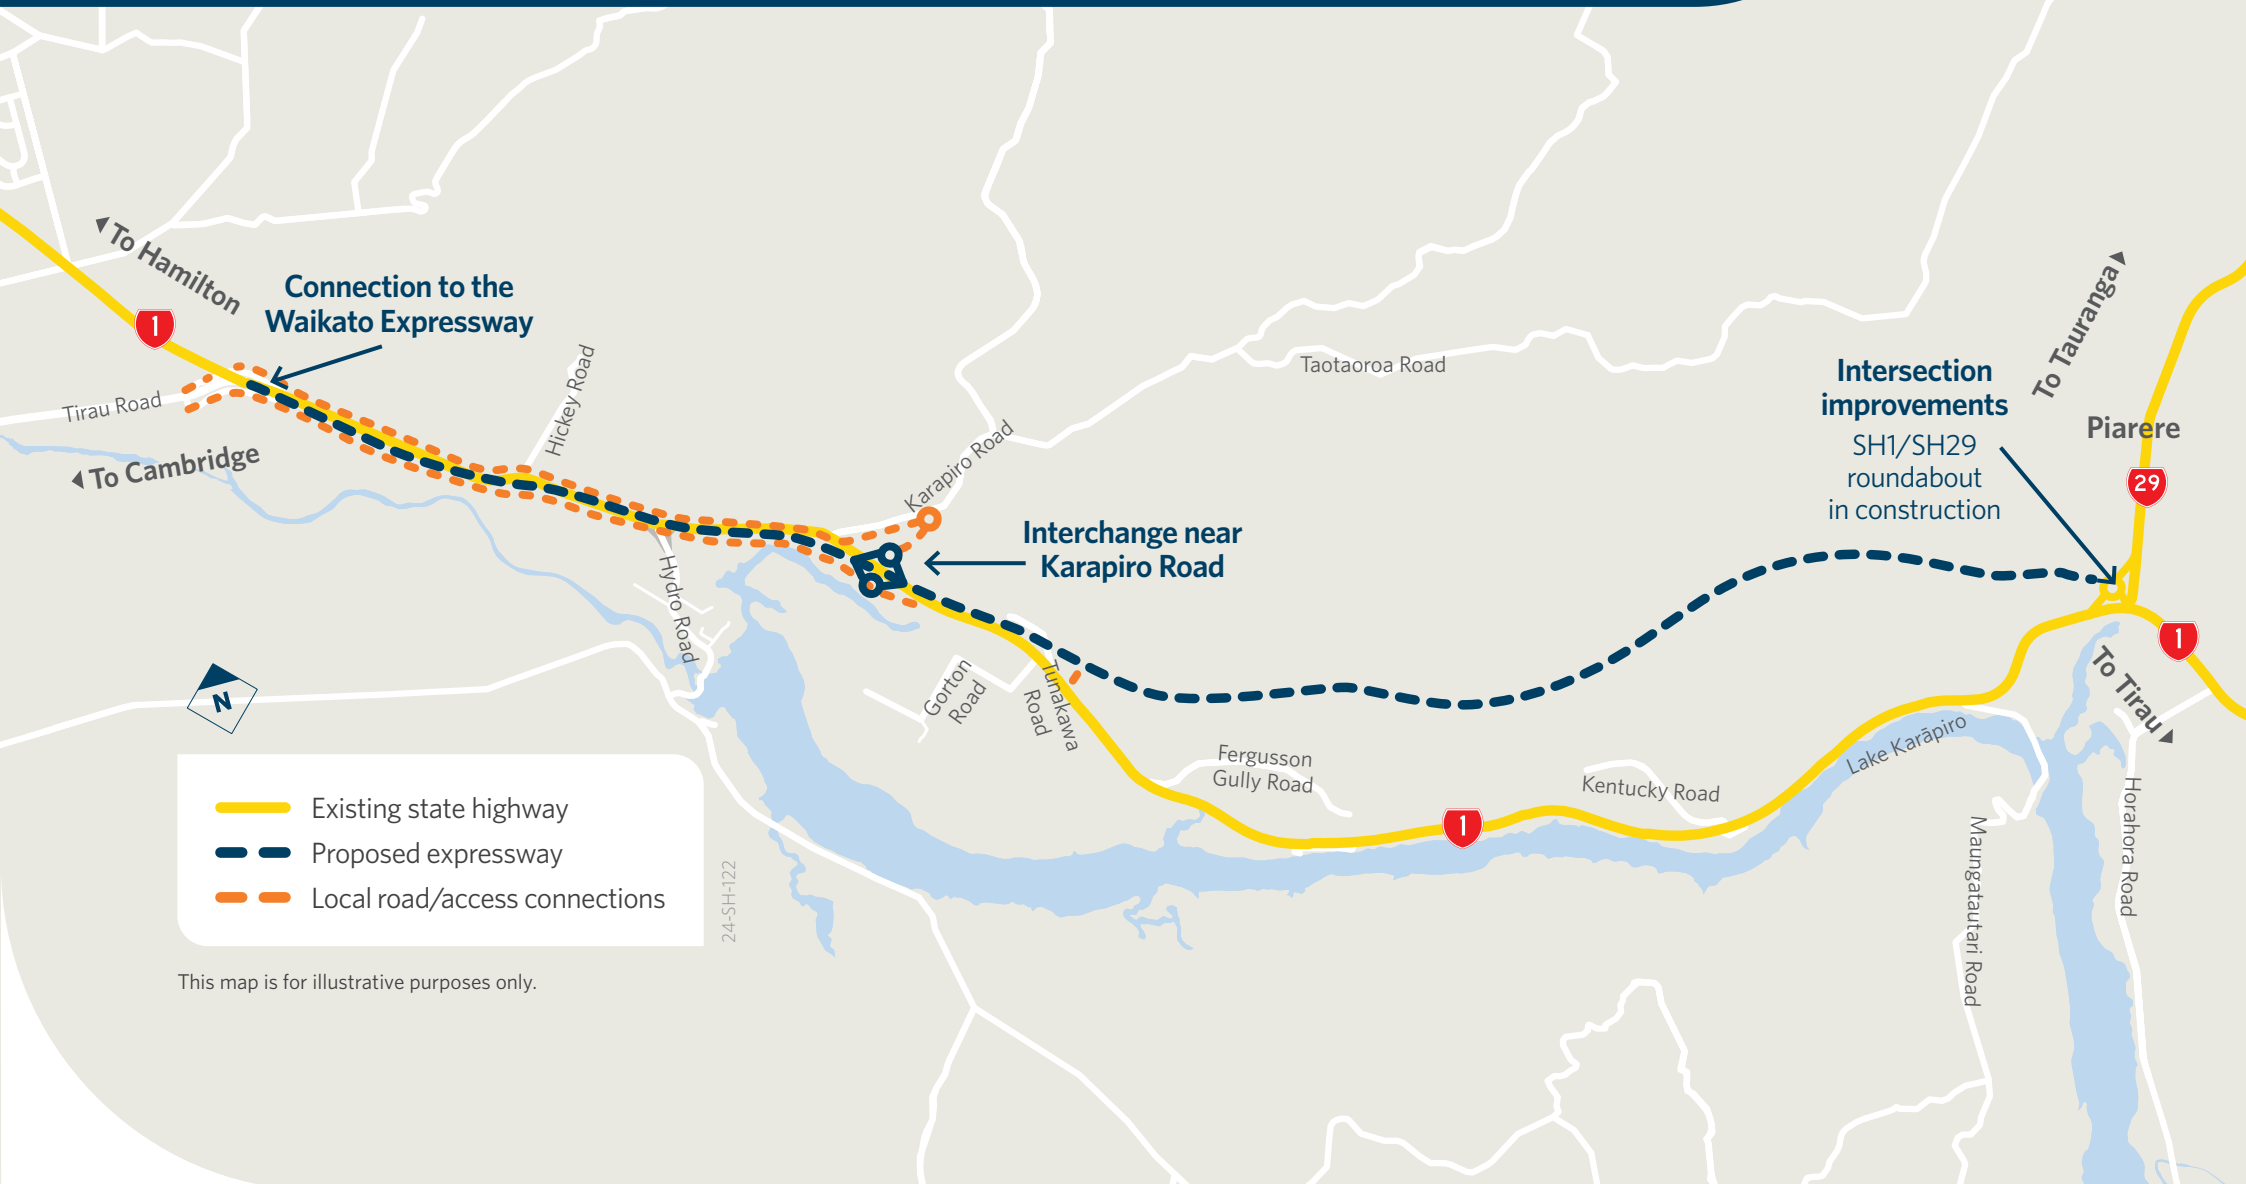 To Hamilton
Connection to the
Waikato Expressway
1
Tirau Road
To Cambridge
Hickey Road
Karapiro Road
Taotaoroa Road
Interchange near
Karapiro Road
Intersection
improvements
SH1/SH29
roundabout
in construction
To Tauranga
Piarere
29
1
To Tirau
Hydro Road
Gorton
Road
Tunakawa
Road
Fergusson
Gully Road
Kentucky Road
Lake Karāpiro
1
Maungatautari Road
Horahora Road
N
Existing state highway
Proposed expressway
Local road/access connections
24-SH-122
This map is for illustrative purposes only.